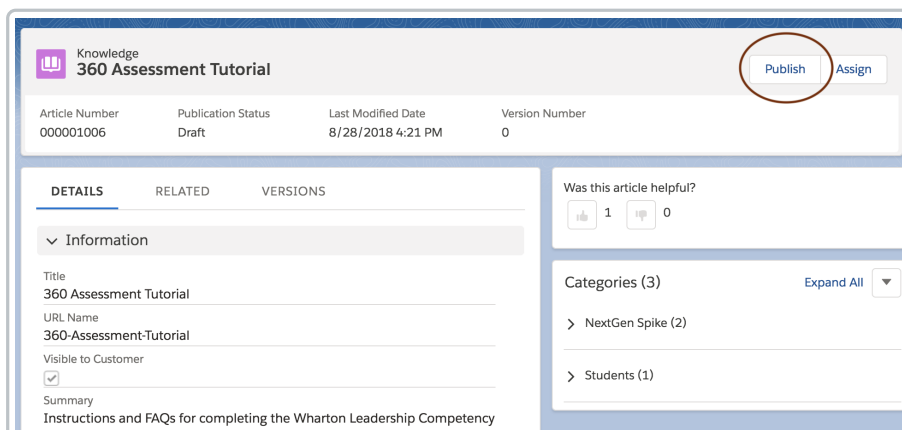 Knowledge
360 Assessment Tutorial
Publish
Assign
Article Number
Publication Status
Last Modified Date
Version Number
000001006
Draft
8/28/2018 4:21 PM
0
DETAILS
RELATED
VERSIONS
Information
Title
360 Assessment Tutorial
URL Name
360-Assessment-Tutorial
Visible to Customer
Summary
Instructions and FAQs for completing the Wharton Leadership Competency
Was this article helpful?
1
0
Categories (3)
Expand All
NextGen Spike (2)
Students (1)